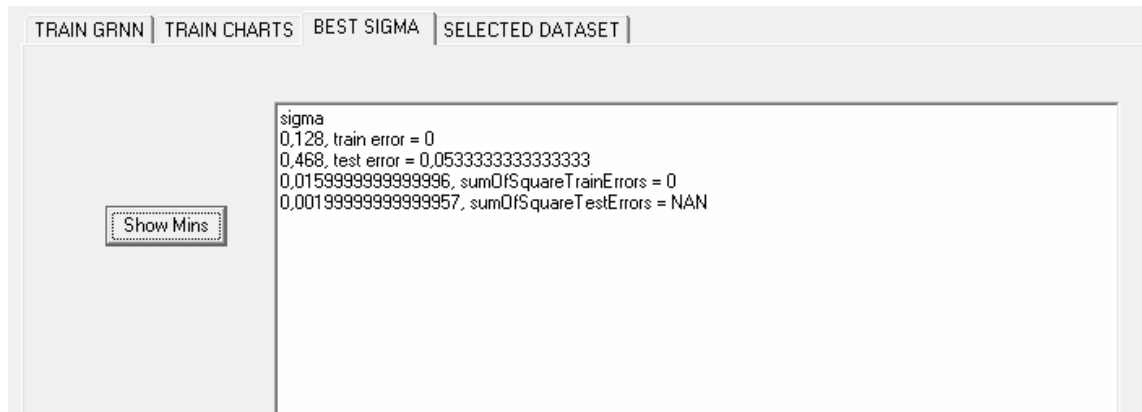 TRAIN GRNN TRAIN CHARTS BEST SIGMA SELECTED DATASET
sigma
0,128, train error = 0
0,468, test error = 0,0533333333333333
0,0159999999999996, sumOfSquareTrainErrors = 0
0,00199999999999957, sumOfSquareTestErrors = NAN
Show Mins